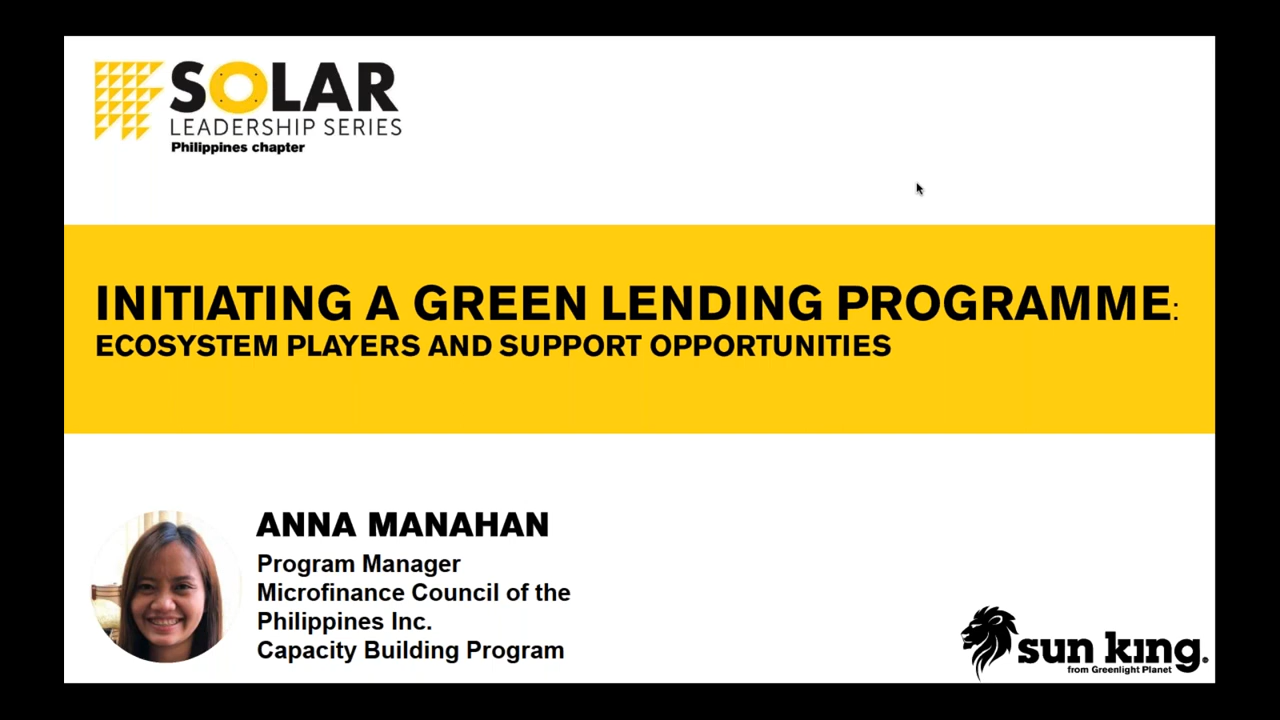 SOLAR
LEADERSHIP SERIES
Philippines chapter
INITIATING A GREEN LENDING PROGRAMME:
ECOSYSTEM PLAYERS AND SUPPORT OPPORTUNITIES
ANNA MANAHAN
Program Manager
Microfinance Council of the
Philippines Inc.
Capacity Building Program
sun king.
from Greenlight Planet